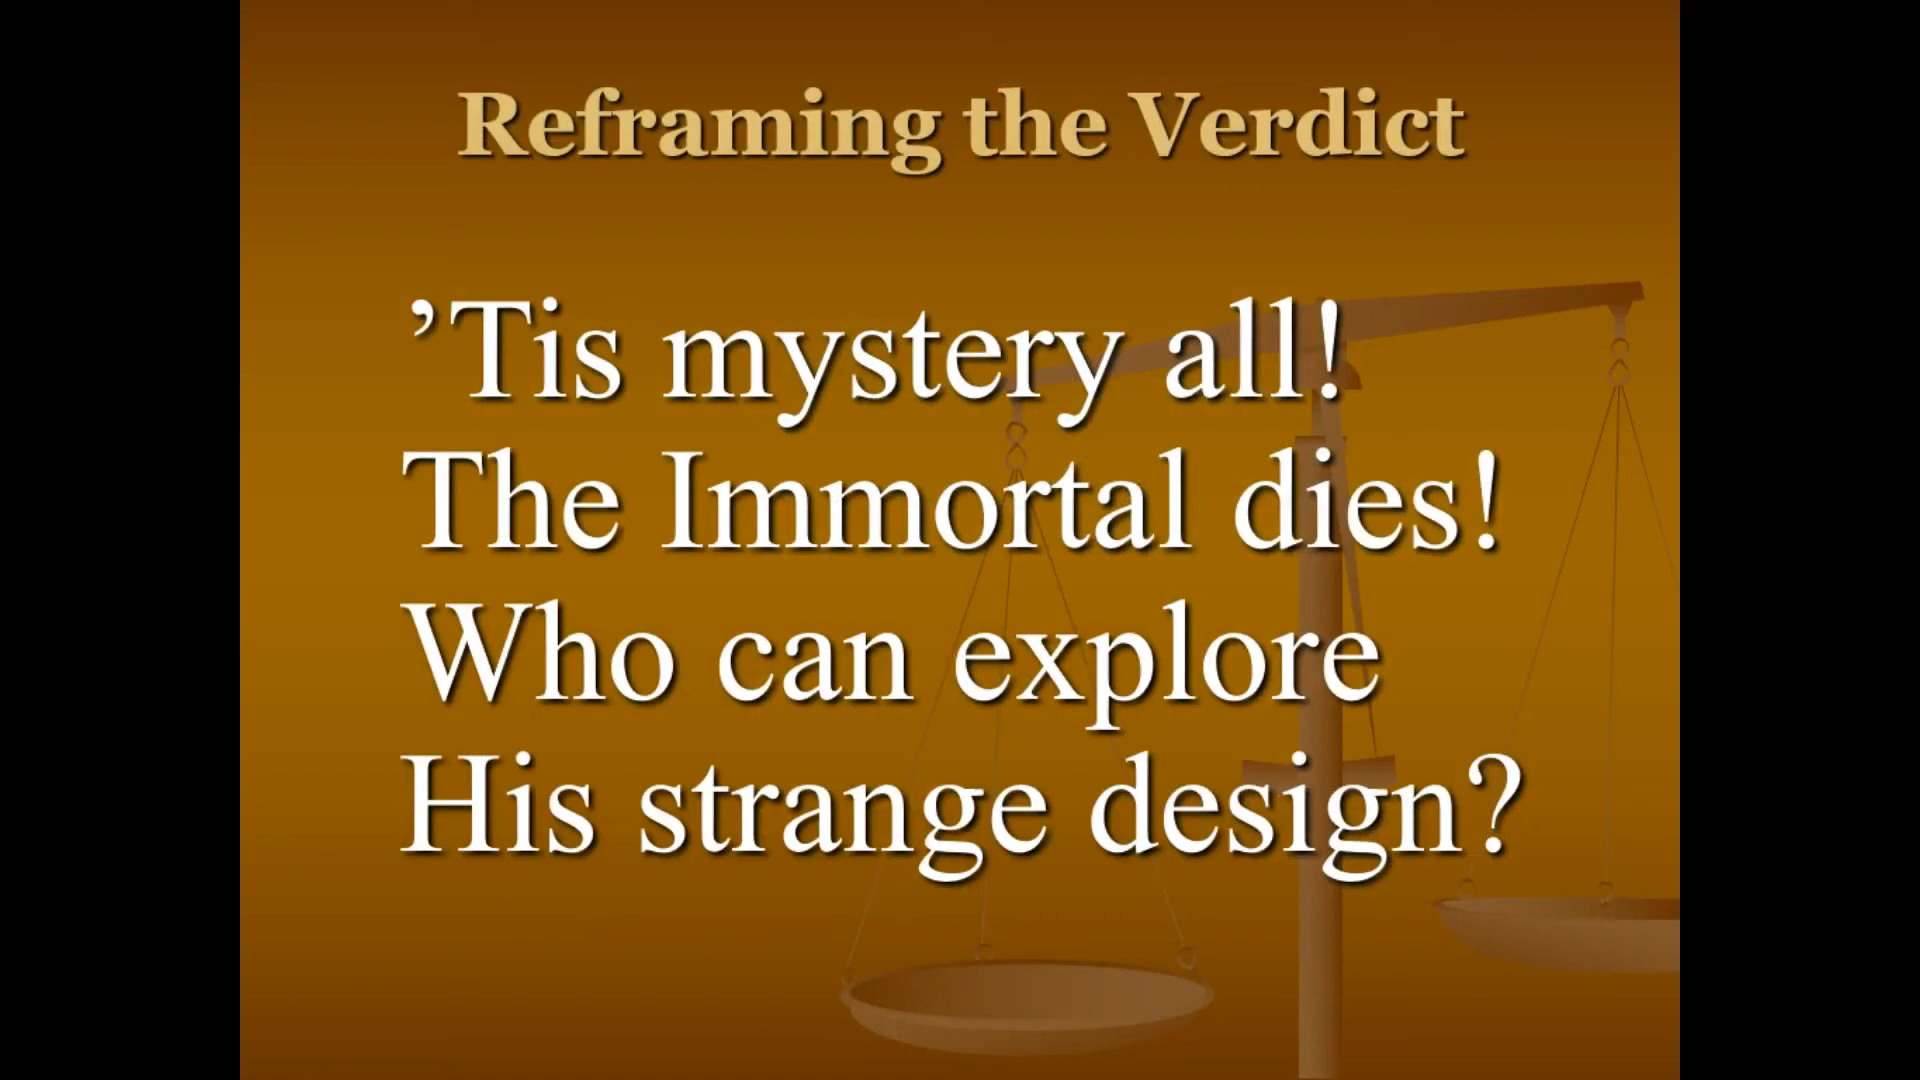 Reframing the Verdict
’Tis mystery all!
The Immortal dies!
Who can explore
His strange design?